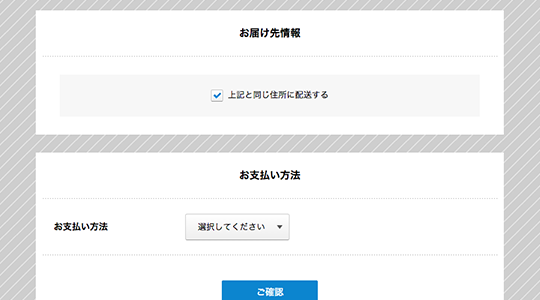 お届け先情報
上記と同じ住所に配送する
お支払い方法
お支払い方法
選択してください
ご確認